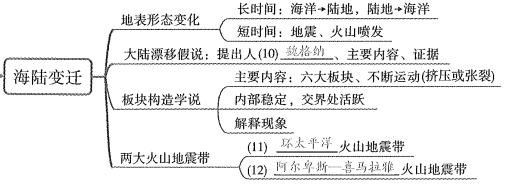 海陆变迁
地表形态变化
长时间：海洋→陆地，陆地→海洋
短时间：地震、火山喷发
大陆漂移假说：提出人(10) 魏格纳 、主要内容、证据
板块构造学说
主要内容：六大板块、不断运动(挤压或张裂)
内部稳定，交界处活跃
解释现象
两大火山地震带
(11) 环太平洋 火山地震带
(12) 阿尔卑斯—喜马拉雅 火山地震带